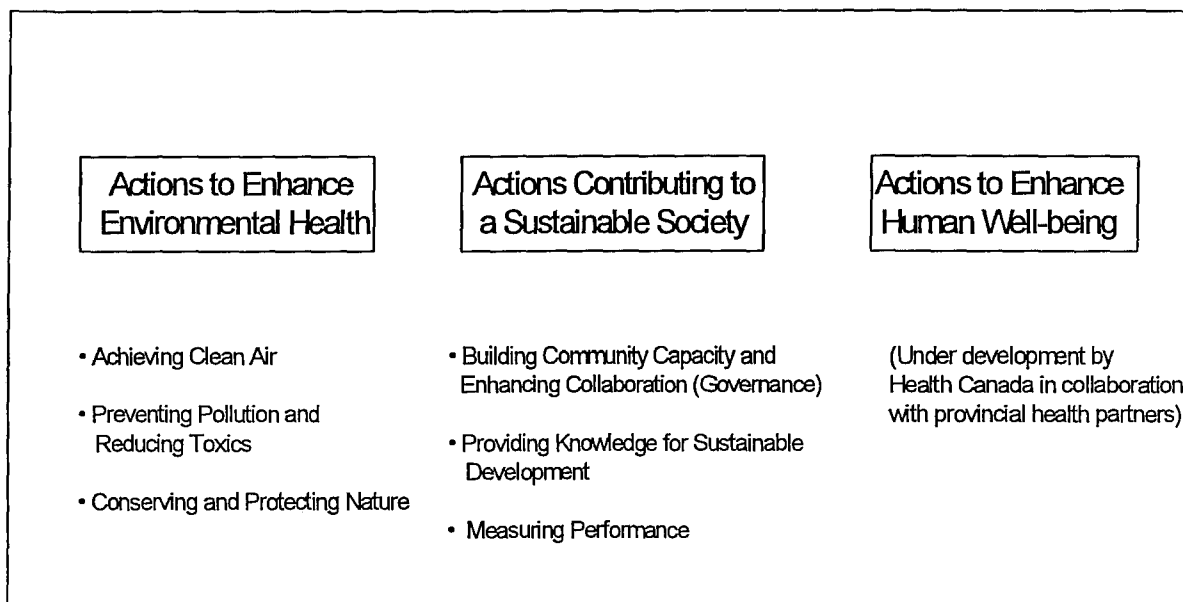 Actions to Enhance
Environmental Health
• Achieving Clean Air
• Preventing Pollution and
Reducing Toxics
• Conserving and Protecting Nature
Actions Contributing to
a Sustainable Society
• Building Community Capacity and
Enhancing Collaboration (Governance)
• Providing Knowledge for Sustainable
Development
• Measuring Performance
Actions to Enhance
Human Well-being
(Under development by
Health Canada in collaboration
with provincial health partners)